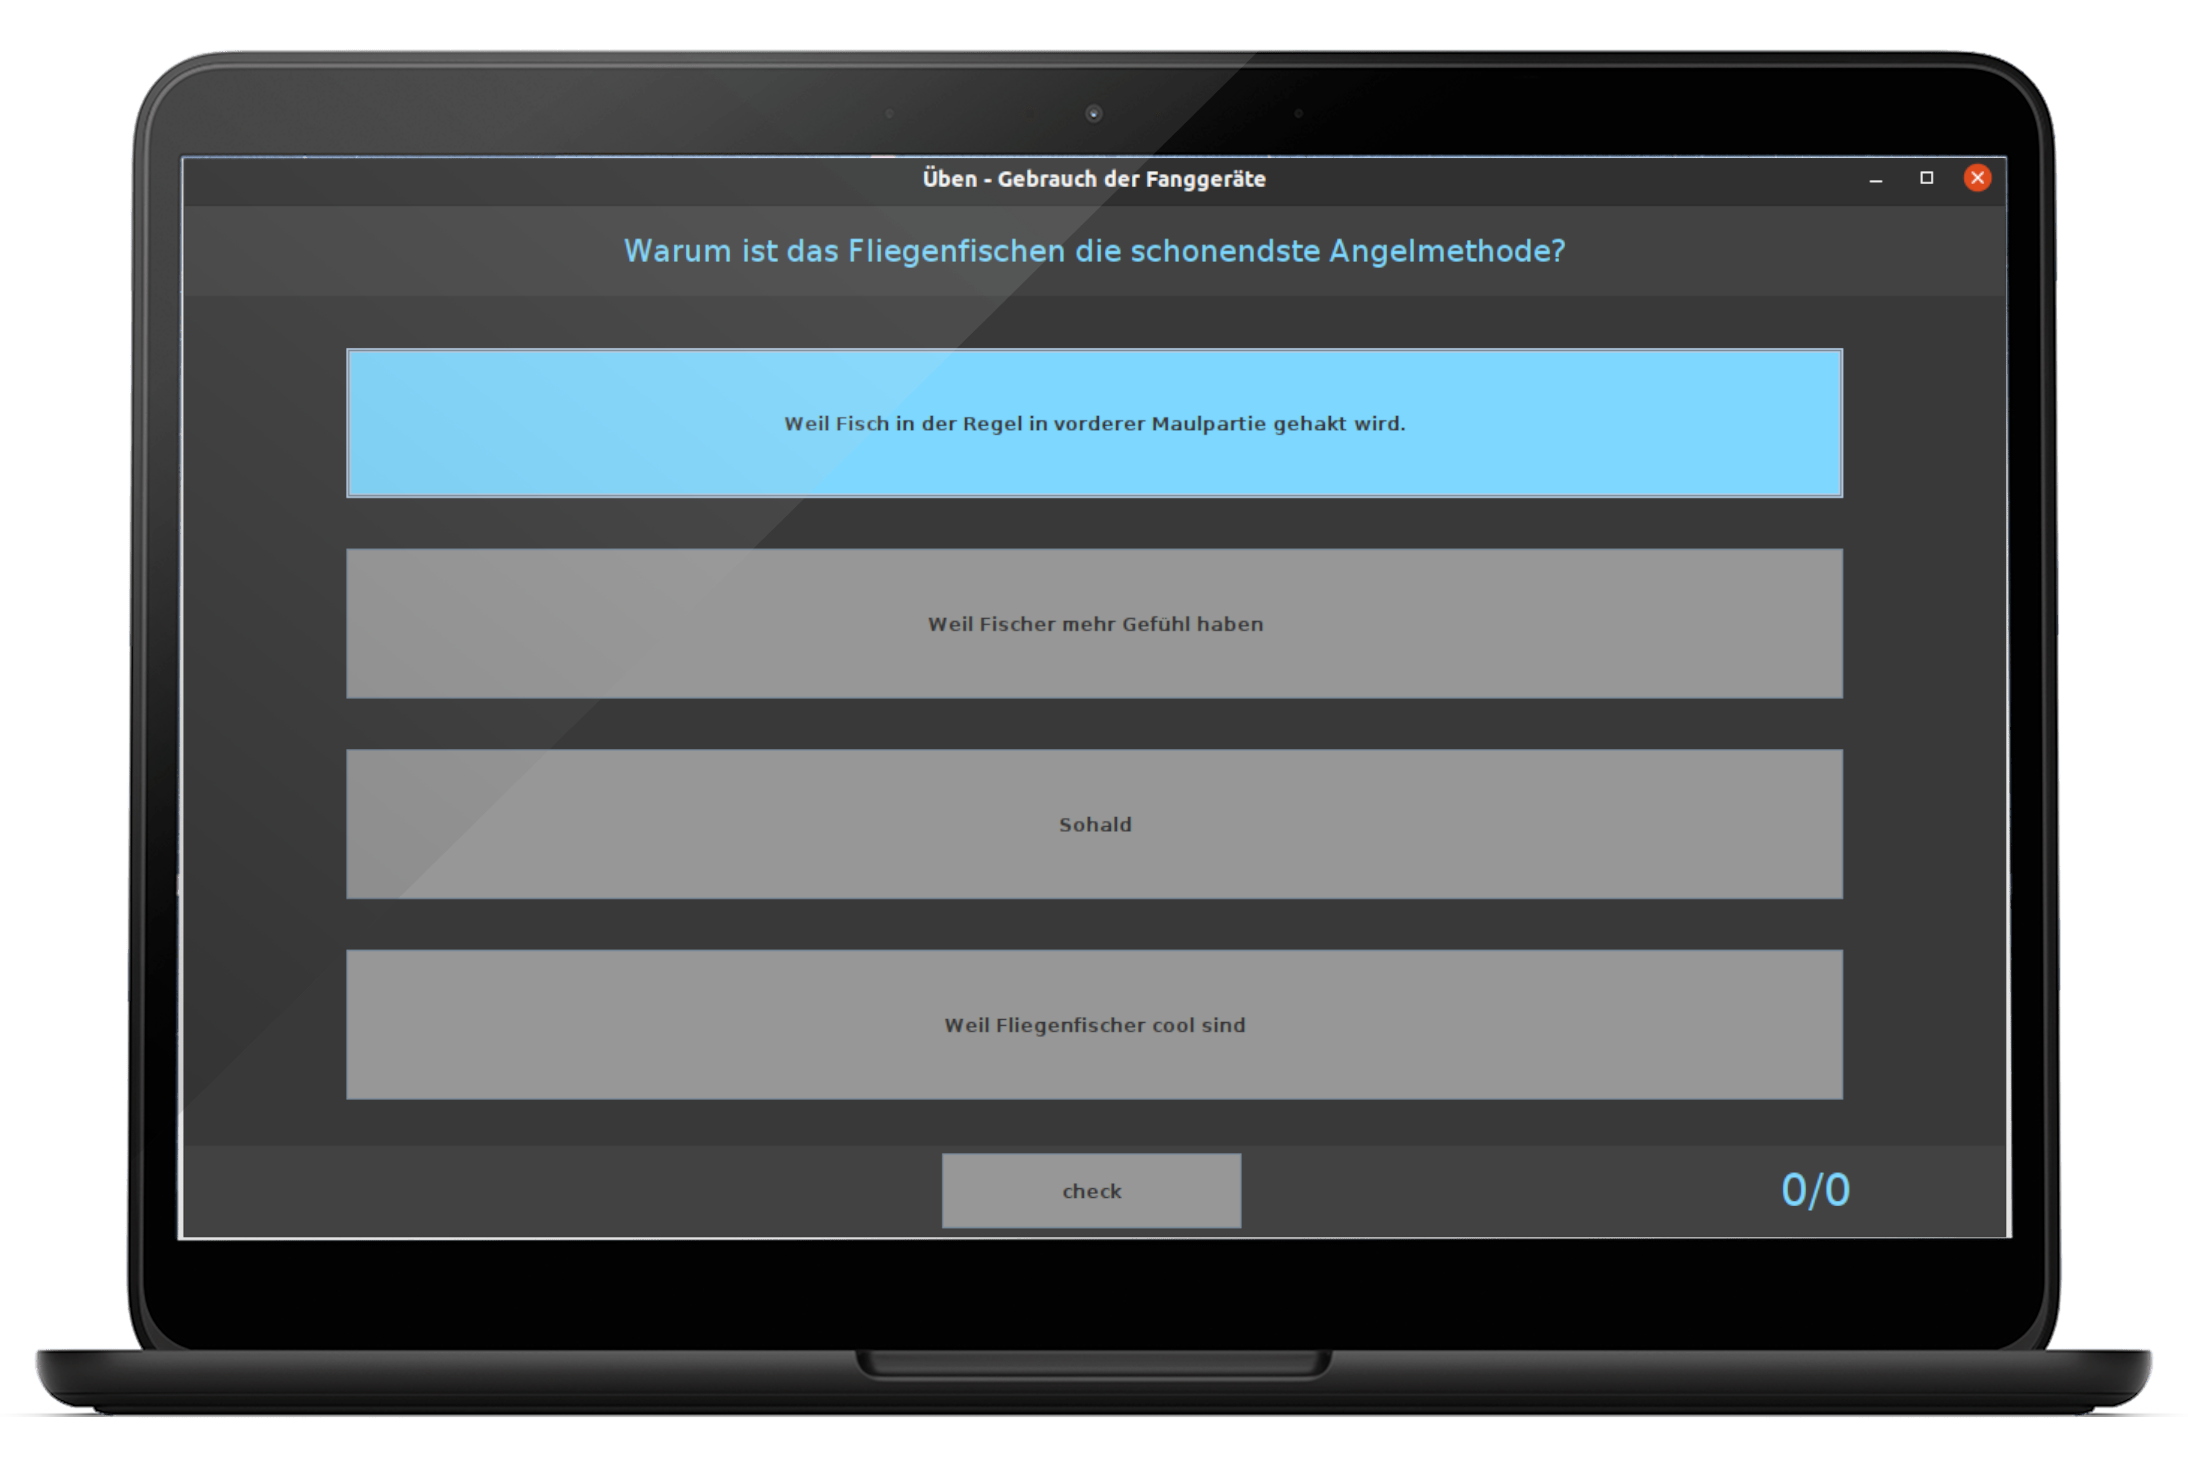 Üben - Gebrauch der Fanggeräte
Warum ist das Fliegenfischen die schonendste Angelmethode?
Weil Fisch in der Regel in vorderer Maulpartie gehakt wird.
Weil Fischer mehr Gefühl haben
Sohald
Weil Fliegenfischer cool sind
check
0/0